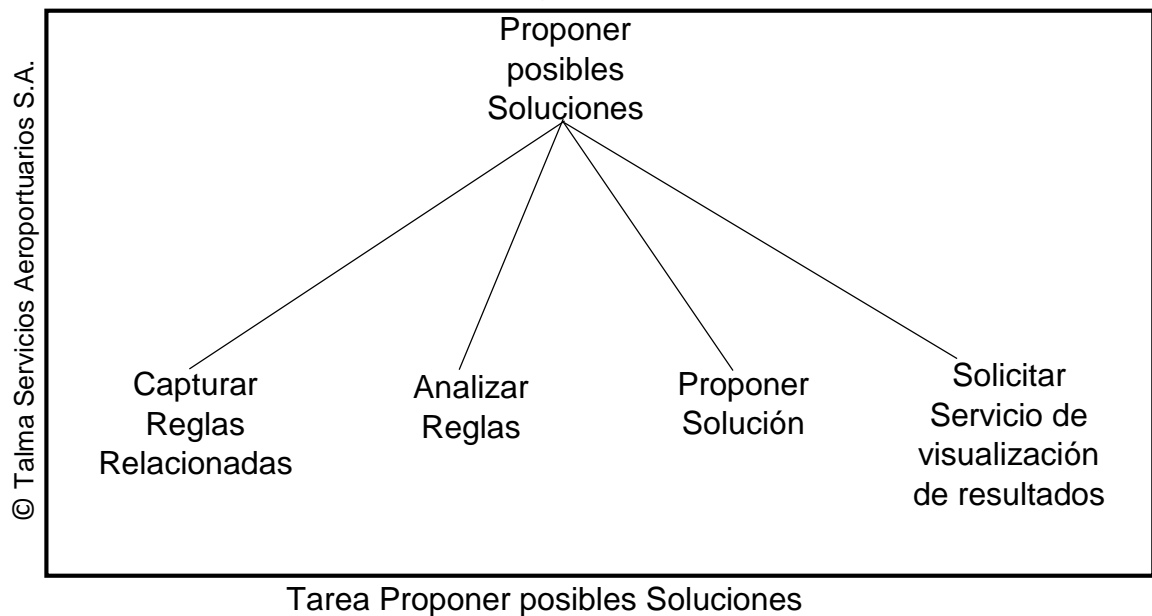 Proponer
posibles
Soluciones
Capturar
Reglas
Relacionadas
Analizar
Reglas
Proponer
Solución
Solicitar
Servicio de
visualización
de resultados
© Talma Servicios Aeroportuarios S.A.
Tarea Proponer posibles Soluciones